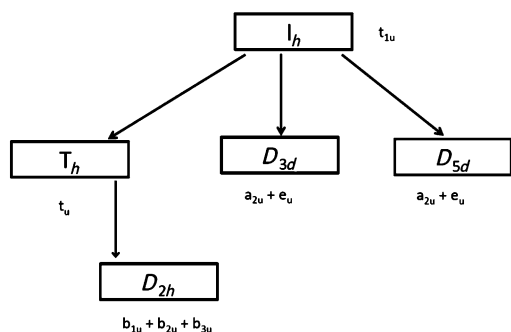 I_h t_1u
T_h D_3d D_5d
t_u a_2u + e_u a_2u + e_u
D_2h
b_1u + b_2u + b_3u